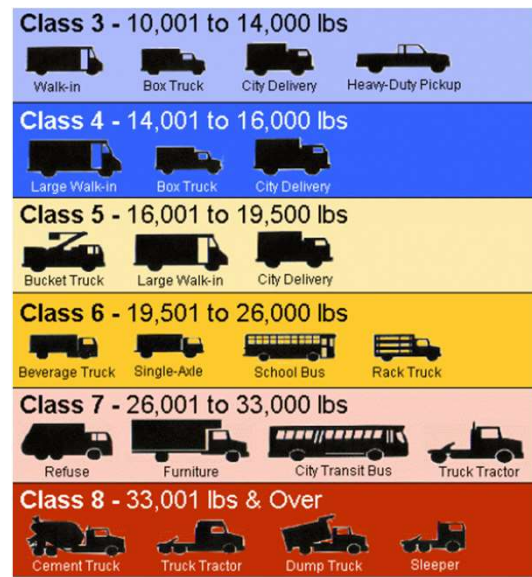 Class 3 - 10,001 to 14,000 lbs
Walk-in Box Truck City Delivery Heavy-Duty Pickup
Class 4 - 14,001 to 16,000 lbs
Large Walk-in Box Truck City Delivery
Class 5 - 16,001 to 19,500 lbs
Bucket Truck Large Walk-in City Delivery
Class 6 - 19,501 to 26,000 lbs
Beverage Truck Single-Axle School Bus Rack Truck
Class 7 - 26,001 to 33,000 lbs
Refuse Furniture City Transit Bus Truck Tractor
Class 8 - 33,001 lbs & Over
Cement Truck Truck Tractor Dump Truck Sleeper